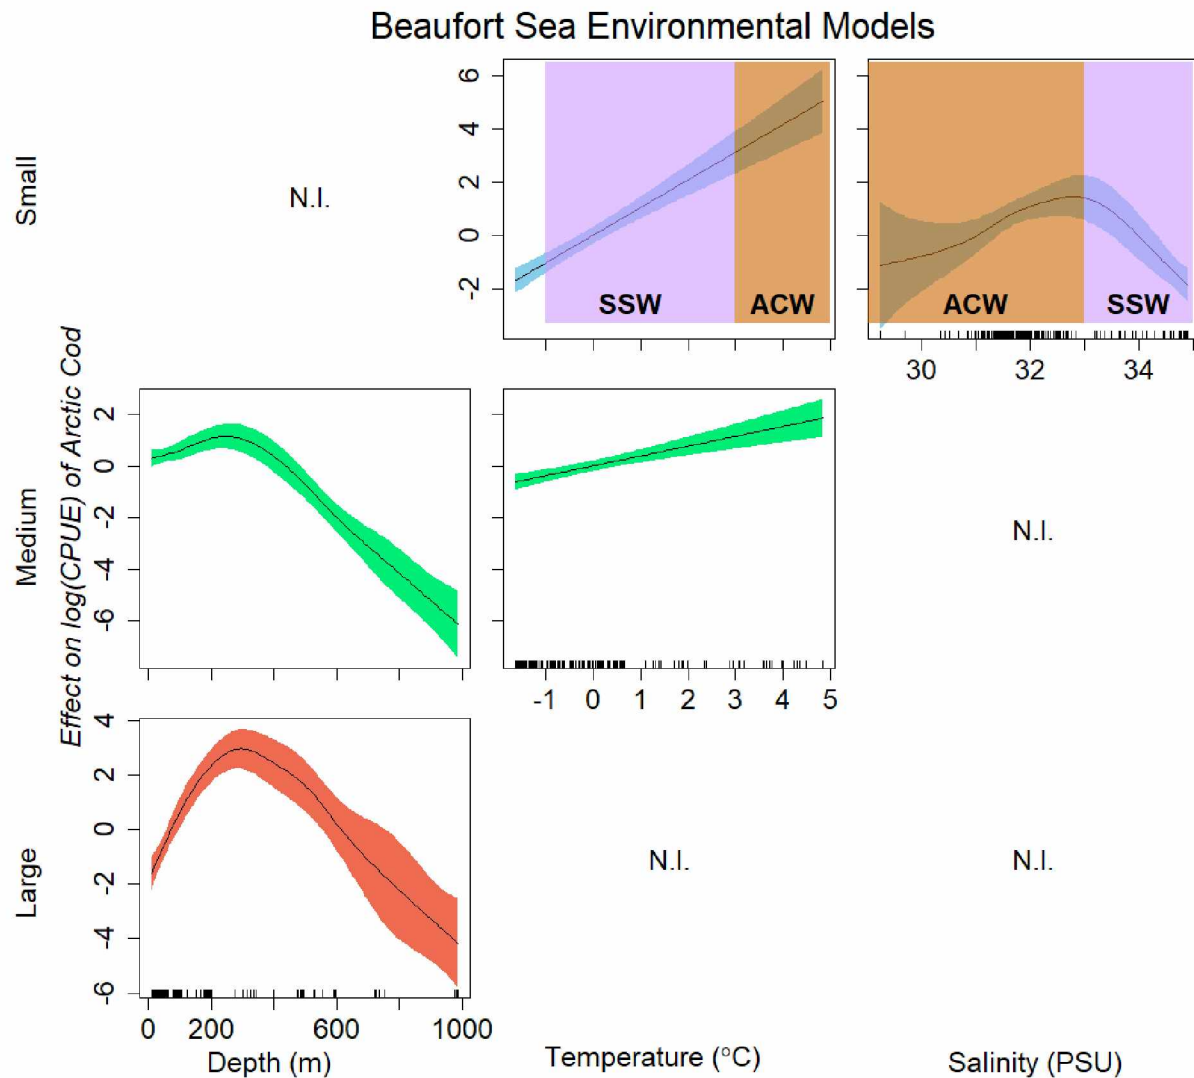 Beaufort Sea Environmental Models
Small
N.I.
6
4
2
0
-2
SSW
ACW
ACW
SSW
30
32
34
Effect on log(CPUE) of Arctic Cod
Medium
2
0
-2
-4
-6
-1
0
1
2
3
4
5
N.I.
Large
4
2
0
-2
-4
-6
0
200
600
1000
N.I.
N.I.
Depth (m)
Temperature (°C)
Salinity (PSU)